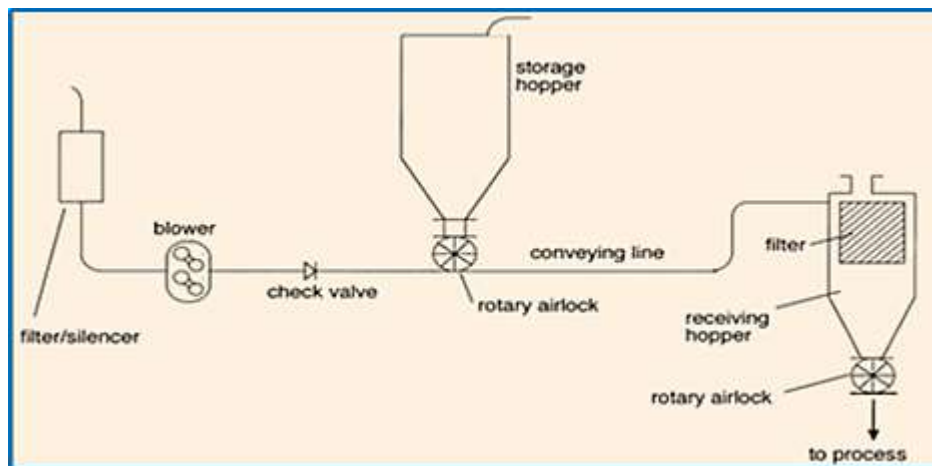 storage
hopper
blower
filter
conveying line
check valve
rotary airlock
filter/silencer
receiving
hopper
rotary airlock
to process